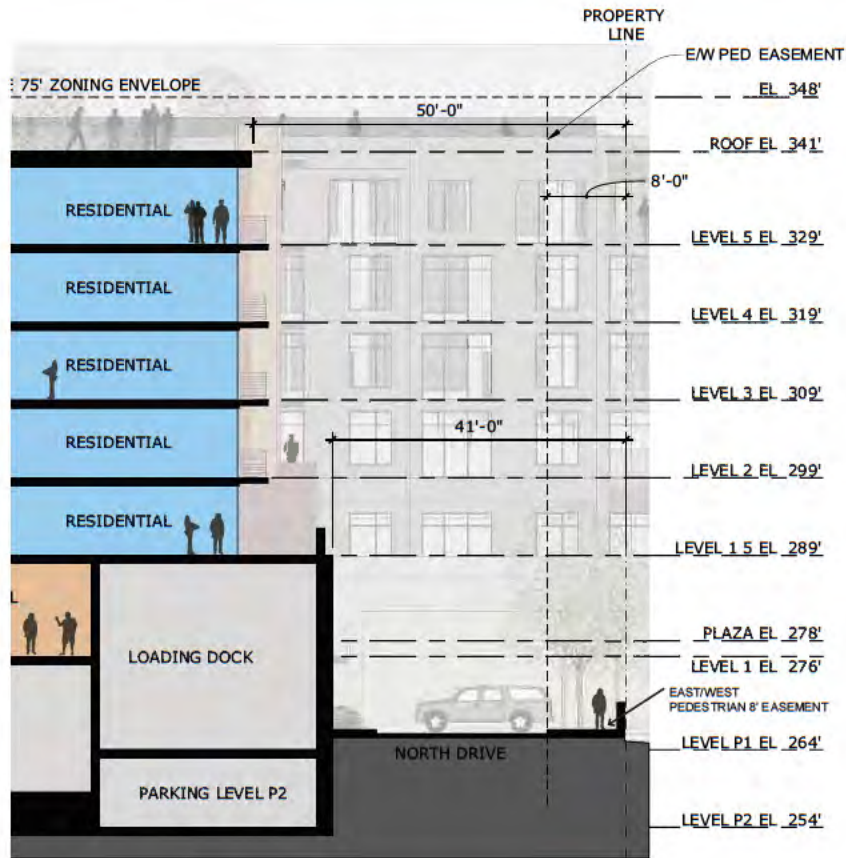 PROPERTY
LINE
E/W PED EASEMENT
E 75' ZONING ENVELOPE
EL 348'
50'-0"
ROOF EL 341'
8'-0"
RESIDENTIAL
LEVEL 5 EL 329'
RESIDENTIAL
LEVEL 4 EL 319'
RESIDENTIAL
LEVEL 3 EL 309'
41'-0"
RESIDENTIAL
LEVEL 2 EL 299'
RESIDENTIAL
LEVEL 1 5 EL 289'
L
PLAZA EL 278'
LOADING DOCK
LEVEL 1 EL 276'
EAST/WEST
PEDESTRIAN 8' EASEMENT
LEVEL P1 EL 264'
NORTH DRIVE
PARKING LEVEL P2
LEVEL P2 EL 254'